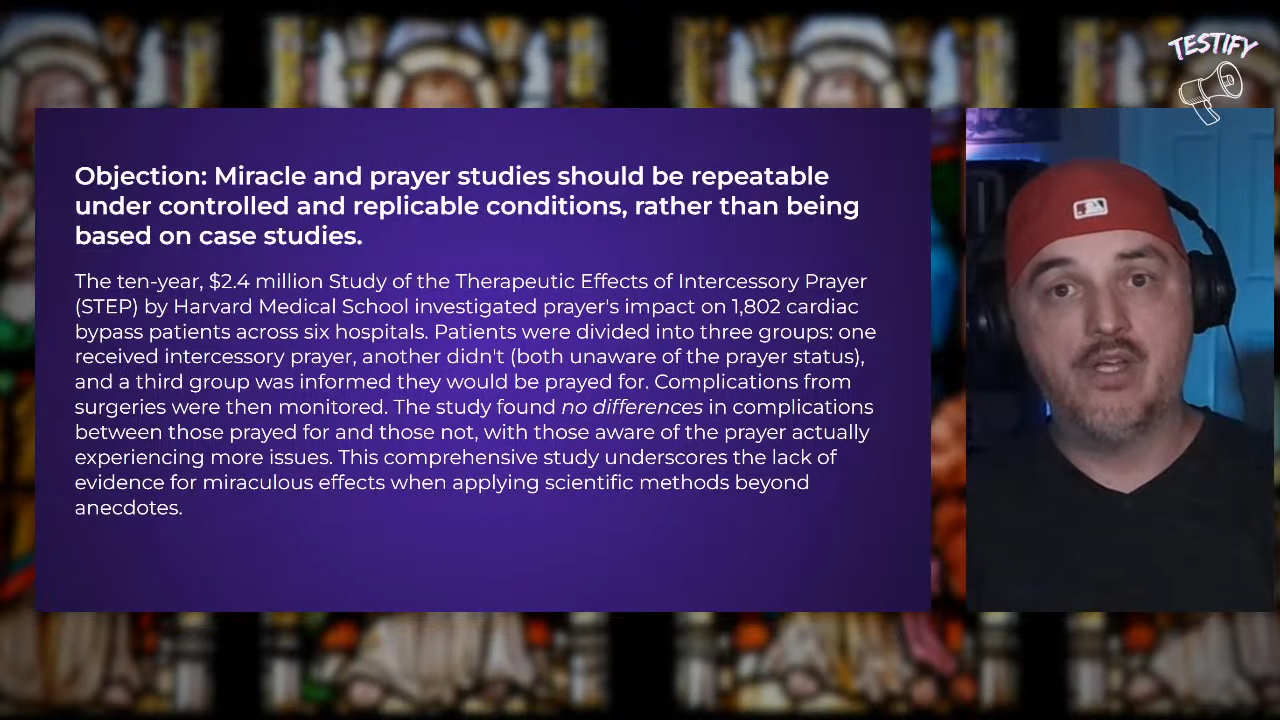 TESTIFY
Objection: Miracle and prayer studies should be repeatable
under controlled and replicable conditions, rather than being
based on case studies.
The ten-year, $2.4 million Study of the Therapeutic Effects of Intercessory Prayer
(STEP) by Harvard Medical School investigated prayer's impact on 1,802 cardiac
bypass patients across six hospitals. Patients were divided into three groups: one
received intercessory prayer, another didn't (both unaware of the prayer status),
and a third group was informed they would be prayed for. Complications from
surgeries were then monitored. The study found no differences in complications
between those prayed for and those not, with those aware of the prayer actually
experiencing more issues. This comprehensive study underscores the lack of
evidence for miraculous effects when applying scientific methods beyond
anecdotes.